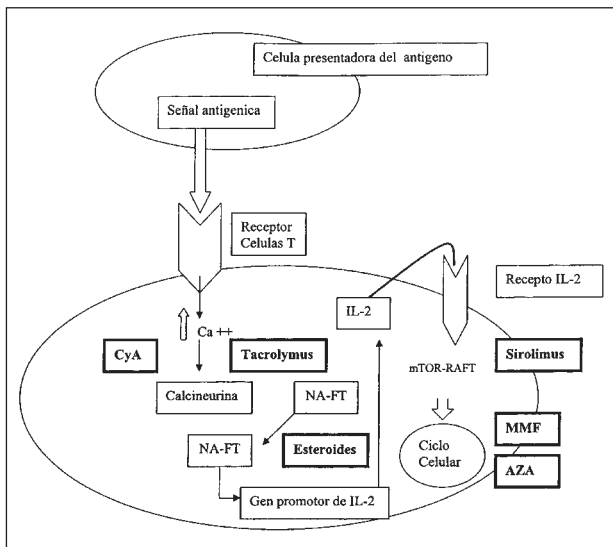 Celula presentadora del antigeno
Señal antigenica
Receptor
Celulas T
Recepto IL-2
IL-2
Ca ++
CyA
Tacrolymus
mTOR-RAFT
Sirolimus
Calcineurina
NA-FT
NA-FT
Esteroides
Ciclo
Celular
MMF
AZA
Gen promotor de IL-2